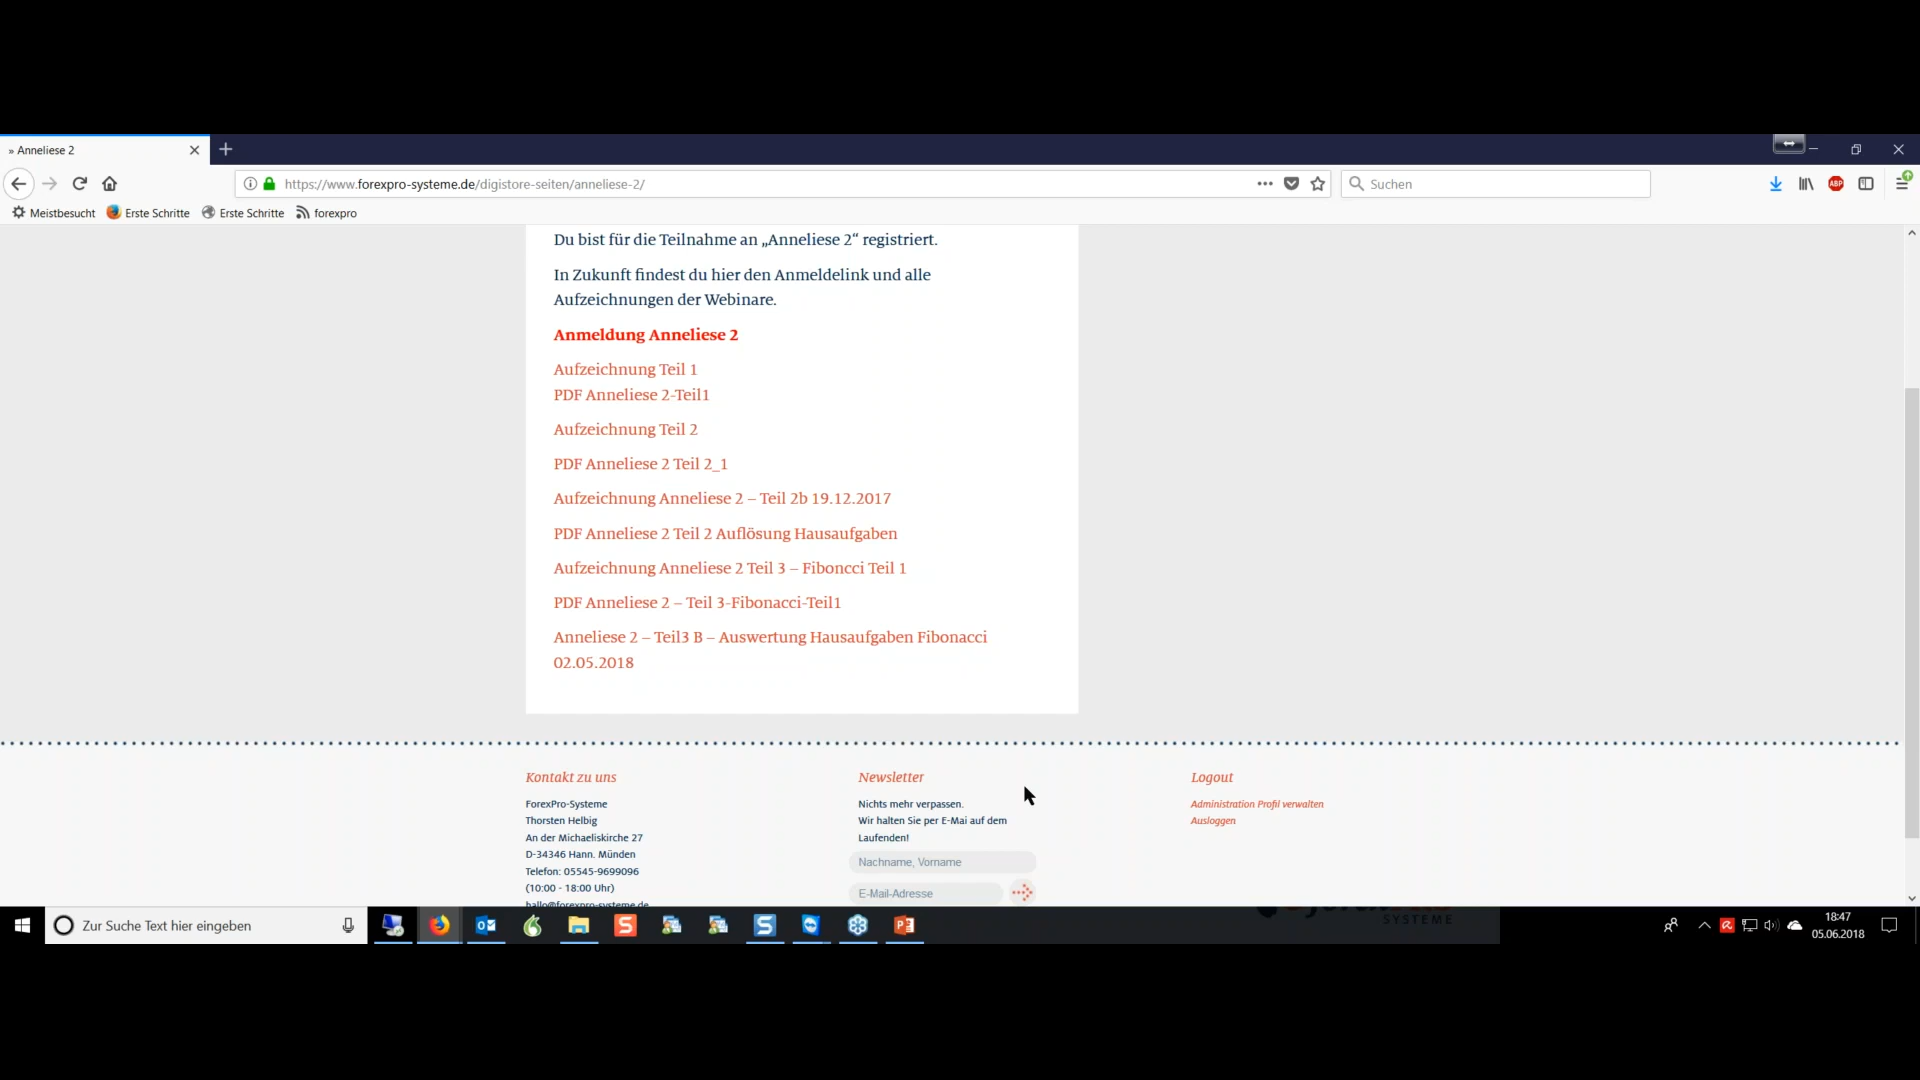 » Anneliese 2
https://www.forexpro-systeme.de/digistore-seiten/anneliese-2/
Suchen
ABP
Meistbesucht
Erste Schritte
Erste Schritte
forexpro
Du bist für die Teilnahme an „Anneliese 2“ registriert.
In Zukunft findest du hier den Anmeldelink und alle
Aufzeichnungen der Webinare.
Anmeldung Anneliese 2
Aufzeichnung Teil 1
PDF Anneliese 2-Teil1
Aufzeichnung Teil 2
PDF Anneliese 2 Teil 2_1
Aufzeichnung Anneliese 2 – Teil 2b 19.12.2017
PDF Anneliese 2 Teil 2 Auflösung Hausaufgaben
Aufzeichnung Anneliese 2 Teil 3 – Fiboncci Teil 1
PDF Anneliese 2 – Teil 3-Fibonacci-Teil1
Anneliese 2 – Teil3 B – Auswertung Hausaufgaben Fibonacci
02.05.2018
Kontakt zu uns
ForexPro-Systeme
Thorsten Helbig
An der Michaeliskirche 27
D-34346 Hann. Münden
Telefon: 05545-9699096
(10:00 - 18:00 Uhr)
hallo@forexpro-systeme.de
Newsletter
Nichts mehr verpassen.
Wir halten Sie per E-Mai auf dem
Laufenden!
Nachname, Vorname
E-Mail-Adresse
Logout
Administration Profil verwalten
Ausloggen
SYSTEME
Zur Suche Text hier eingeben
18:47
05.06.2018